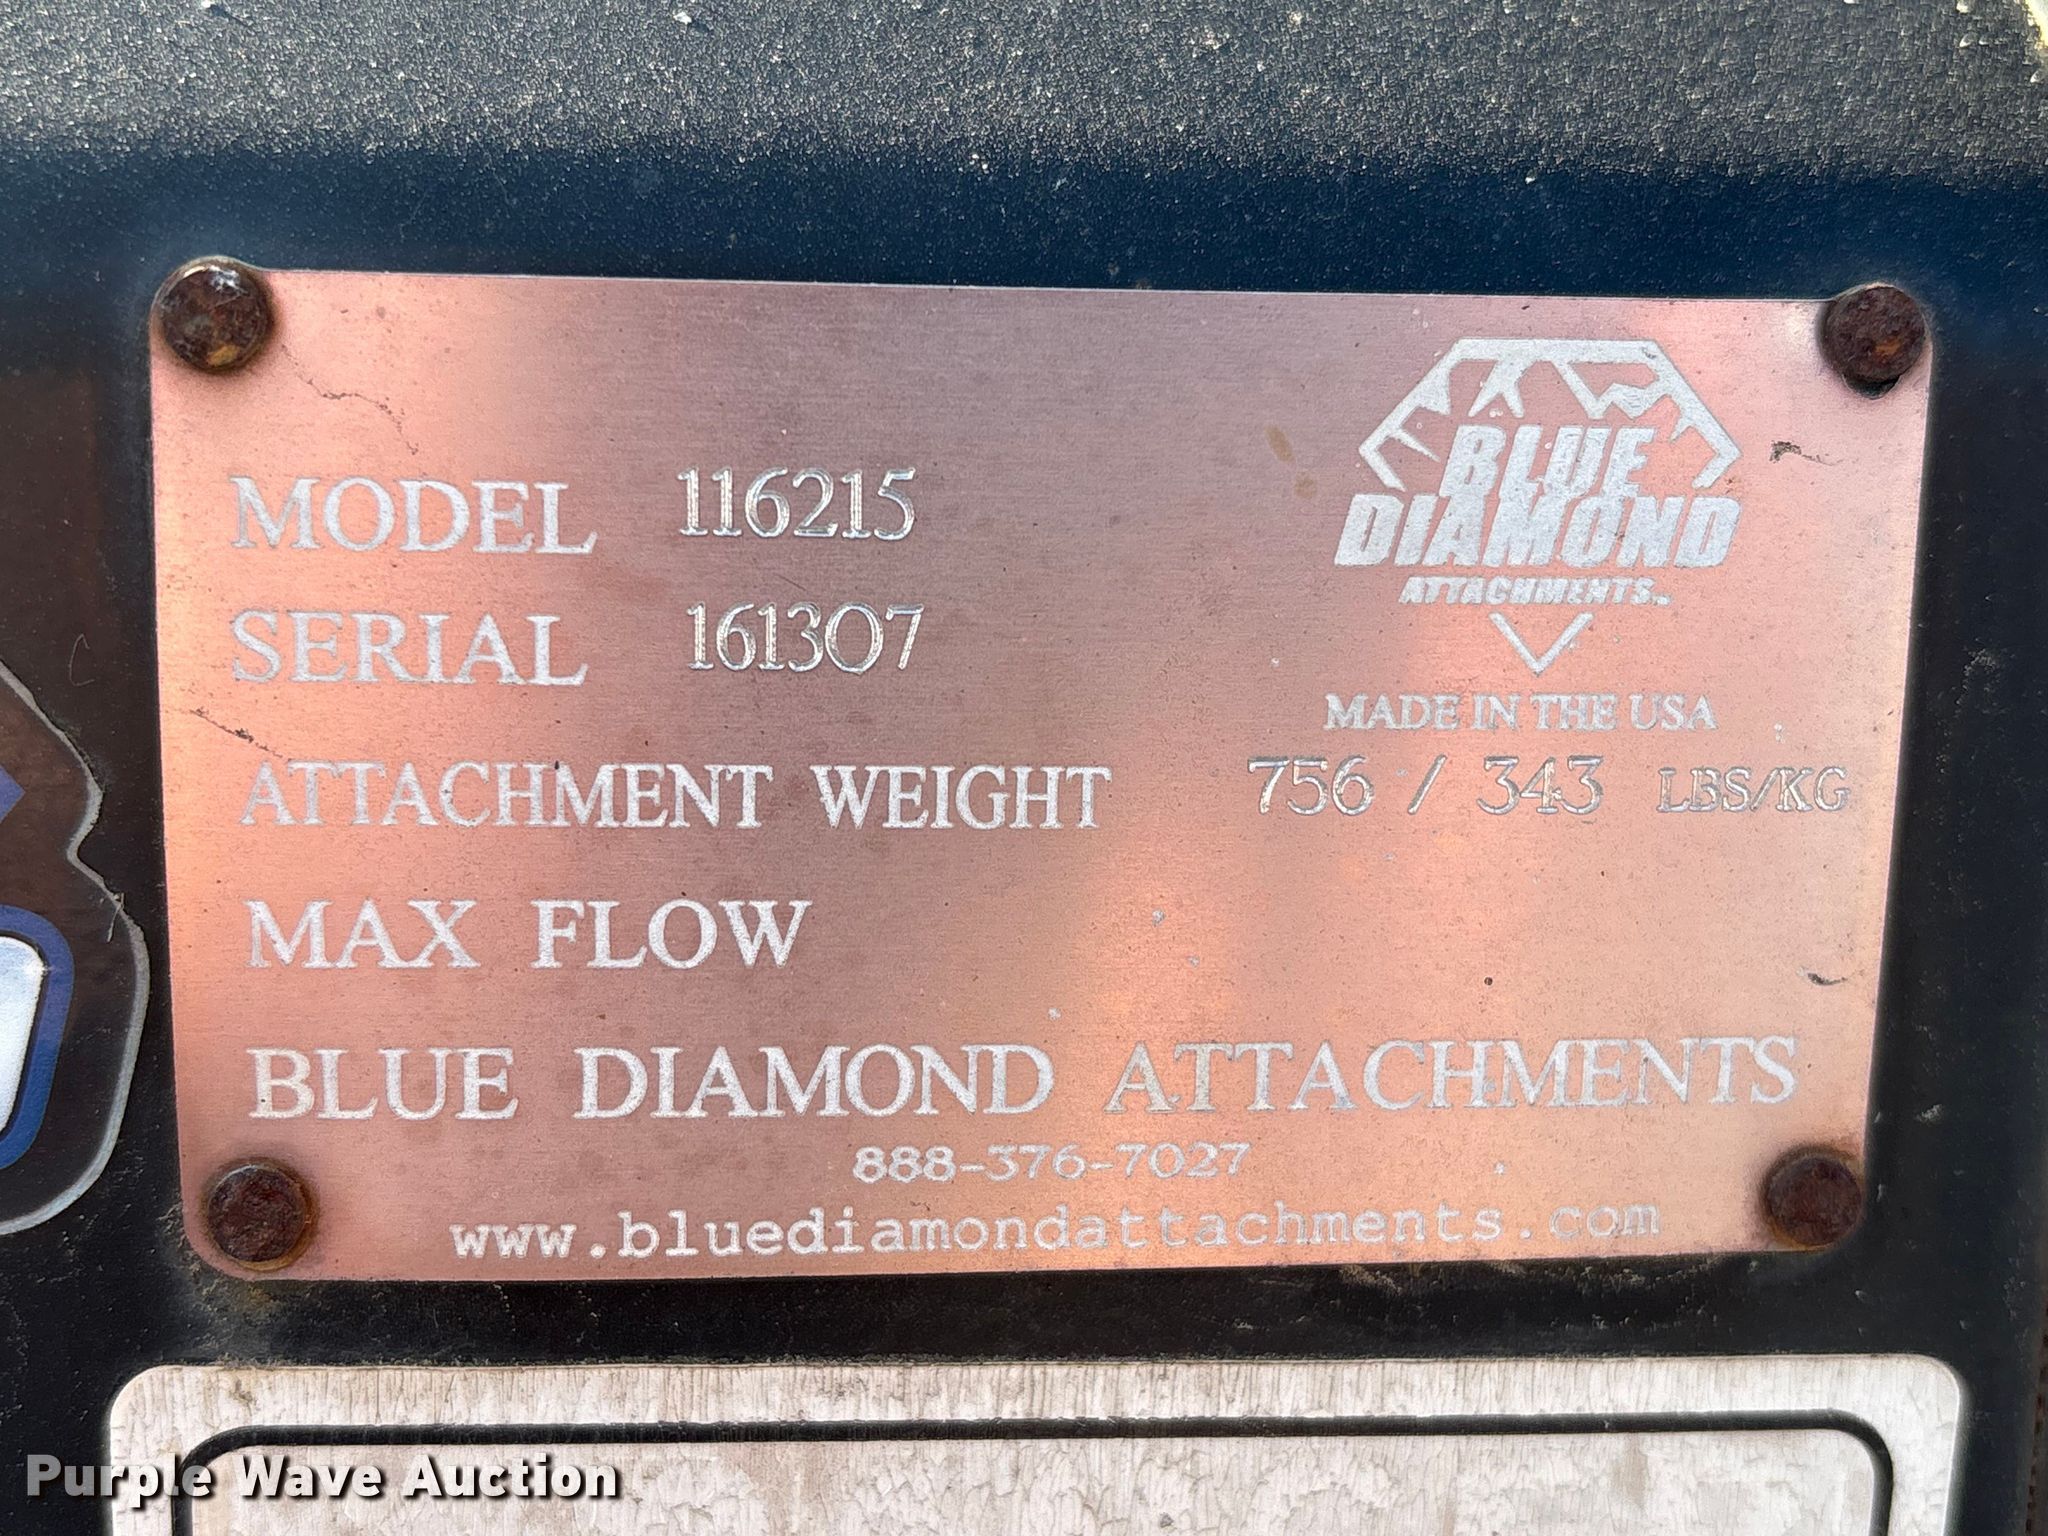 BLUE
DIAMOND
ATTACHMENTS
MODEL 116215
SERIAL 161307
MADE IN THE USA
ATTACHMENT WEIGHT 756 / 343 LBS/KG
MAX FLOW
BLUE DIAMOND ATTACHMENTS
888-376-7027
www.bluediamondattachments.com
Purple Wave Auction